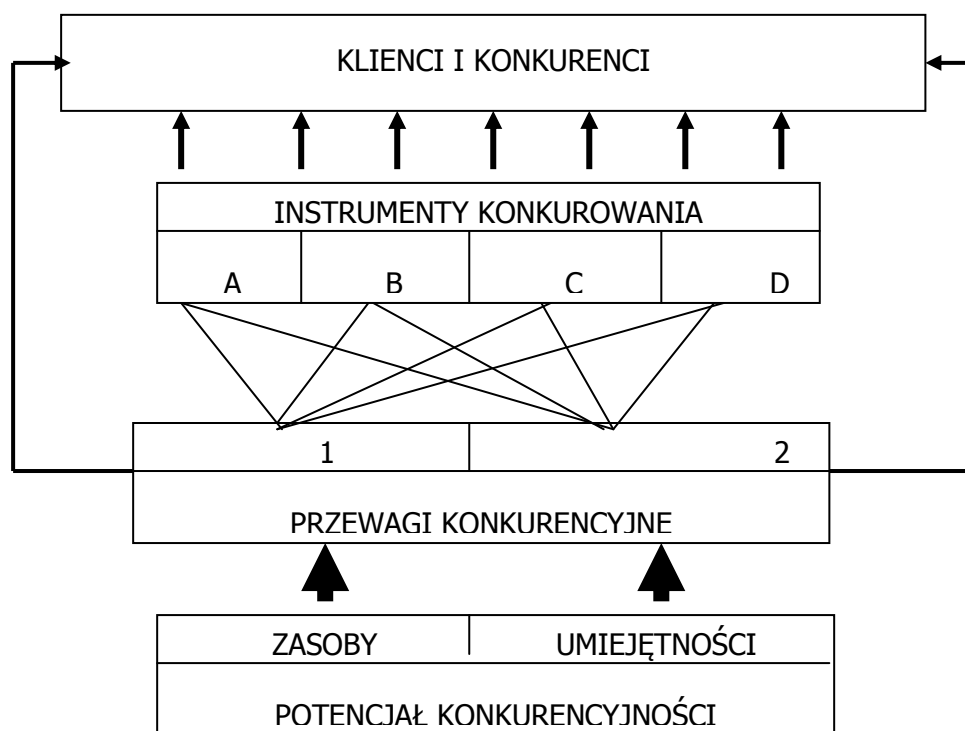 KLIENCI I KONKURENCI
INSTRUMENTY KONKUROWANIA
A B C D
1 2
PRZEWAGI KONKURENCYJNE
ZASOBY UMIEJĘTNOŚCI
POTENCJAŁ KONKURENCYJNOŚCI